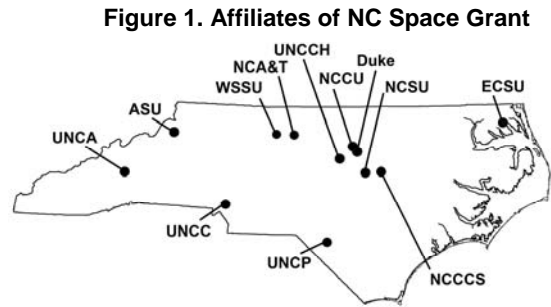 Figure 1. Affiliates of NC Space Grant
UNCCH
Duke
NCA&T
NCCU
WSSU
NCSU
ECSU
ASU
UNCA
UNCC
UNCP
NCCCS